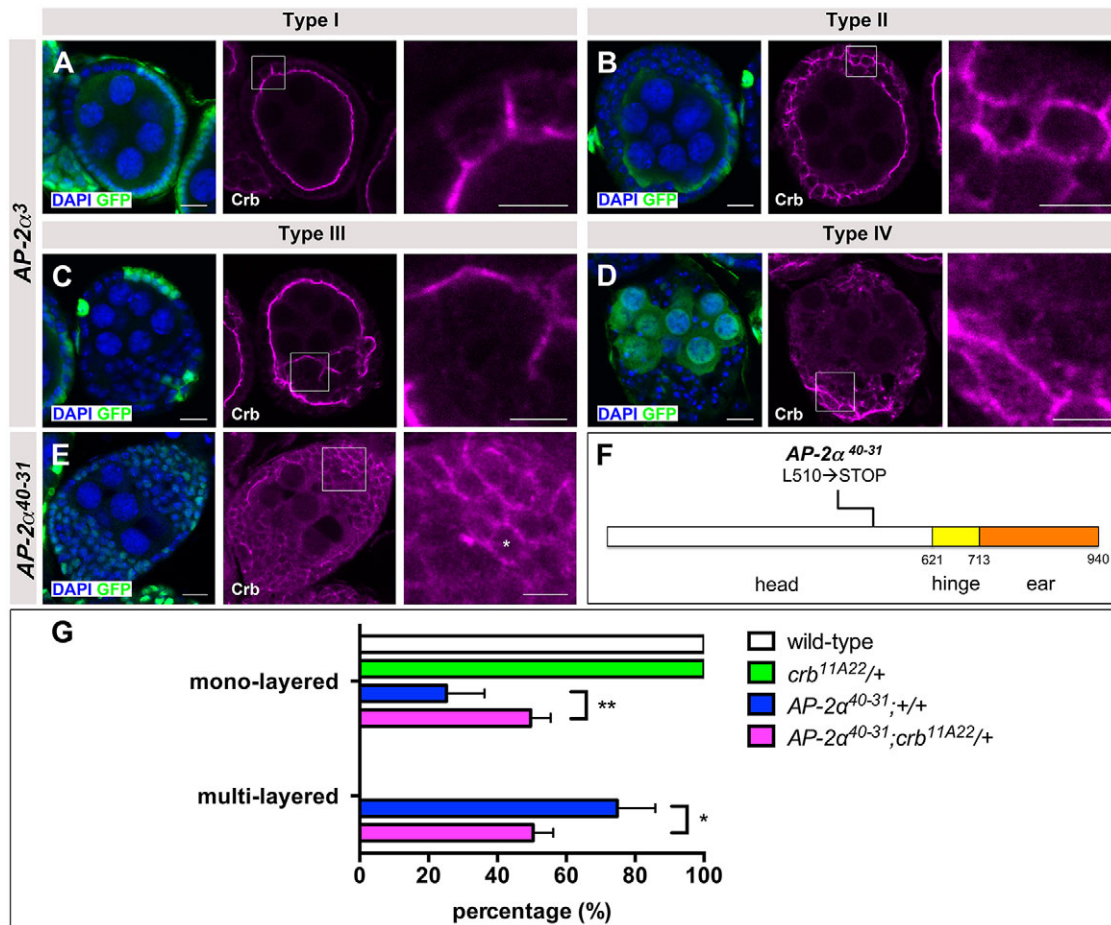 Type I
Type II
AP-2α³
A
DAPI GFP
Crb
B
DAPI GFP
Crb
Type III
Type IV
C
DAPI GFP
Crb
D
DAPI GFP
Crb
AP-2α⁴⁰⁻³¹
E
DAPI GFP
Crb
*
F
AP-2α ⁴⁰⁻³¹
L510→STOP
621 713 940
head hinge ear
G
mono-layered
**
multi-layered
*
0 20 40 60 80 100
percentage (%)
wild-type
crb¹¹ᴬ²²/+
AP-2α⁴⁰⁻³¹;+/+
AP-2α⁴⁰⁻³¹;crb¹¹ᴬ²²/+